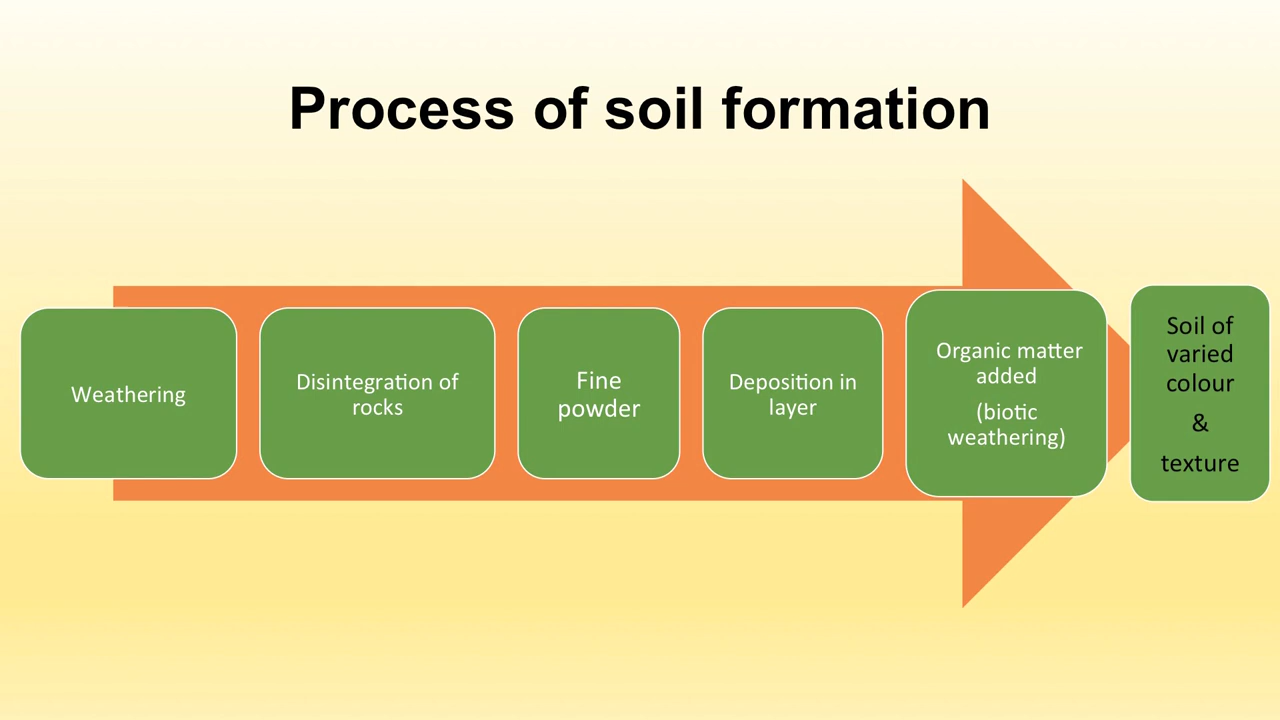 Process of soil formation
Weathering
Disintegration of
rocks
Fine
powder
Deposition in
layer
Organic matter
added
(biotic
weathering)
Soil of
varied
colour
&
texture